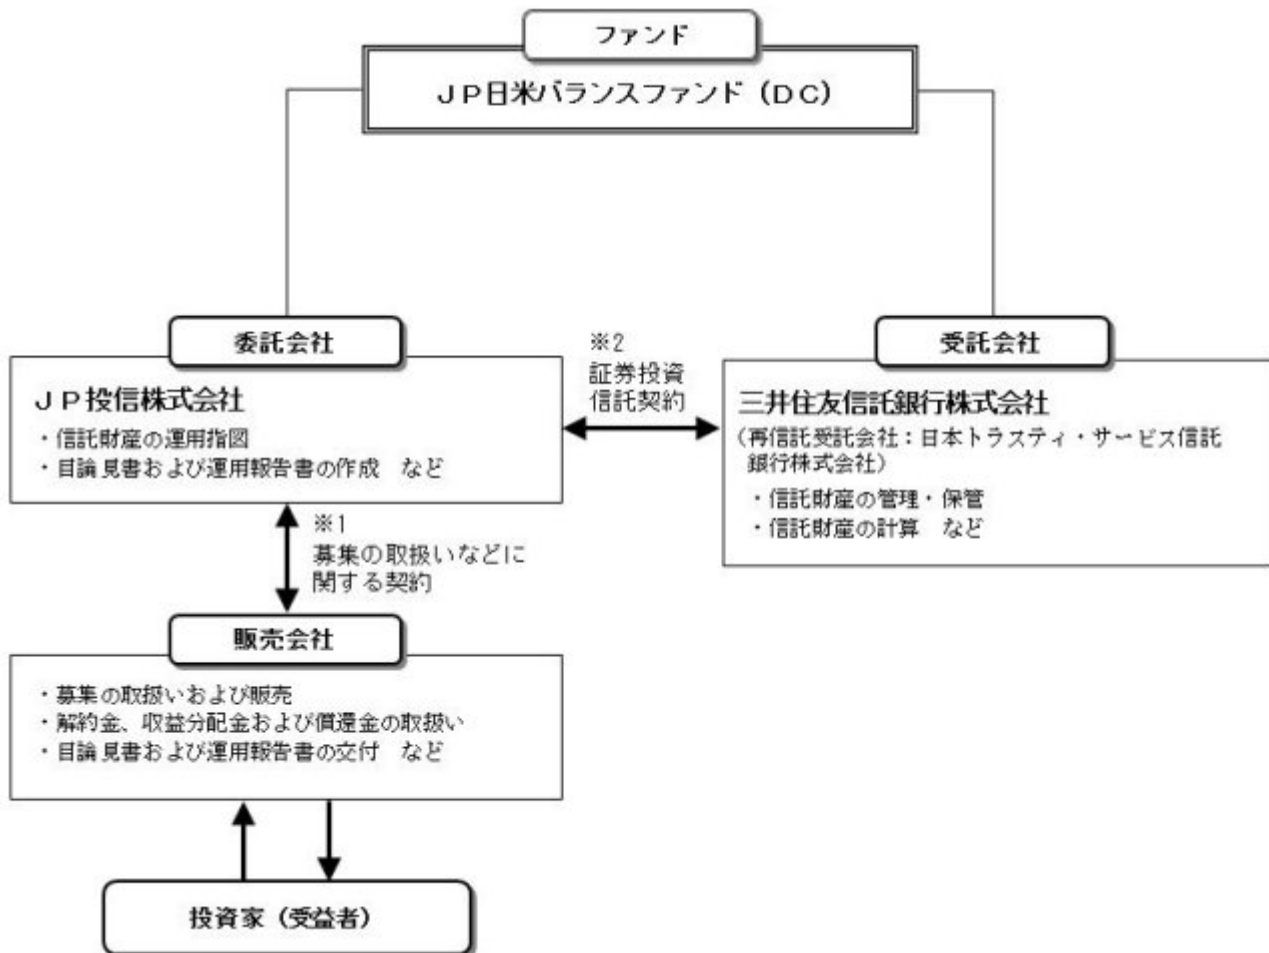 ファンド
ＪＰ日米バランスファンド（ＤＣ）
委託会社
ＪＰ投信株式会社
・信託財産の運用指図
・目論見書および運用報告書の作成　など
※2
証券投資
信託契約
受託会社
三井住友信託銀行株式会社
（再信託受託会社：日本トラスティ・サービス信託
銀行株式会社）
・信託財産の管理・保管
・信託財産の計算　など
※1
募集の取扱いなどに
関する契約
販売会社
・募集の取扱いおよび販売
・解約金、収益分配金および償還金の取扱い
・目論見書および運用報告書の交付　など
投資家（受益者）